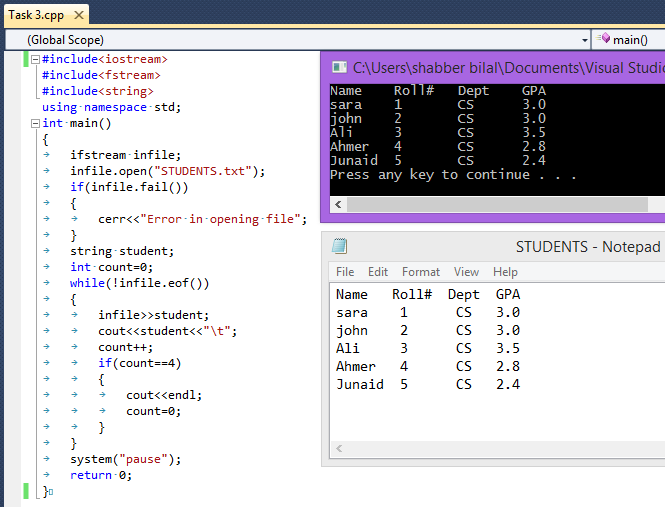 Task 3.cpp
(Global Scope)
main()
#include<iostream>
#include<fstream>
#include<string>
using namespace std;
int main()
{
ifstream infile;
infile.open("STUDENTS.txt");
if(infile.fail())
{
cerr<<"Error in opening file";
}
string student;
int count=0;
while(!infile.eof())
{
infile>>student;
cout<<student<<"\t";
count++;
if(count==4)
{
cout<<endl;
count=0;
}
}
system("pause");
return 0;
}
C:\Users\shabber bilal\Documents\Visual Studio
Name Roll# Dept GPA
sara 1 CS 3.0
john 2 CS 3.0
Ali 3 CS 3.5
Ahmer 4 CS 2.8
Junaid 5 CS 2.4
Press any key to continue . . .
STUDENTS - Notepad
File Edit Format View Help
Name Roll# Dept GPA
sara 1 CS 3.0
john 2 CS 3.0
Ali 3 CS 3.5
Ahmer 4 CS 2.8
Junaid 5 CS 2.4